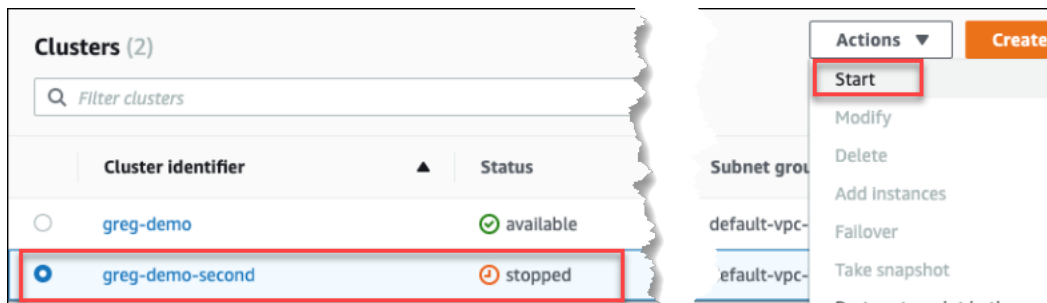 Clusters (2)
Actions ▼ Create
Filter clusters
Start
Modify
Cluster identifier ▲ Status Subnet grou
Delete
Add instances
greg-demo available default-vpc-
Failover
greg-demo-second stopped efault-vpc-
Take snapshot